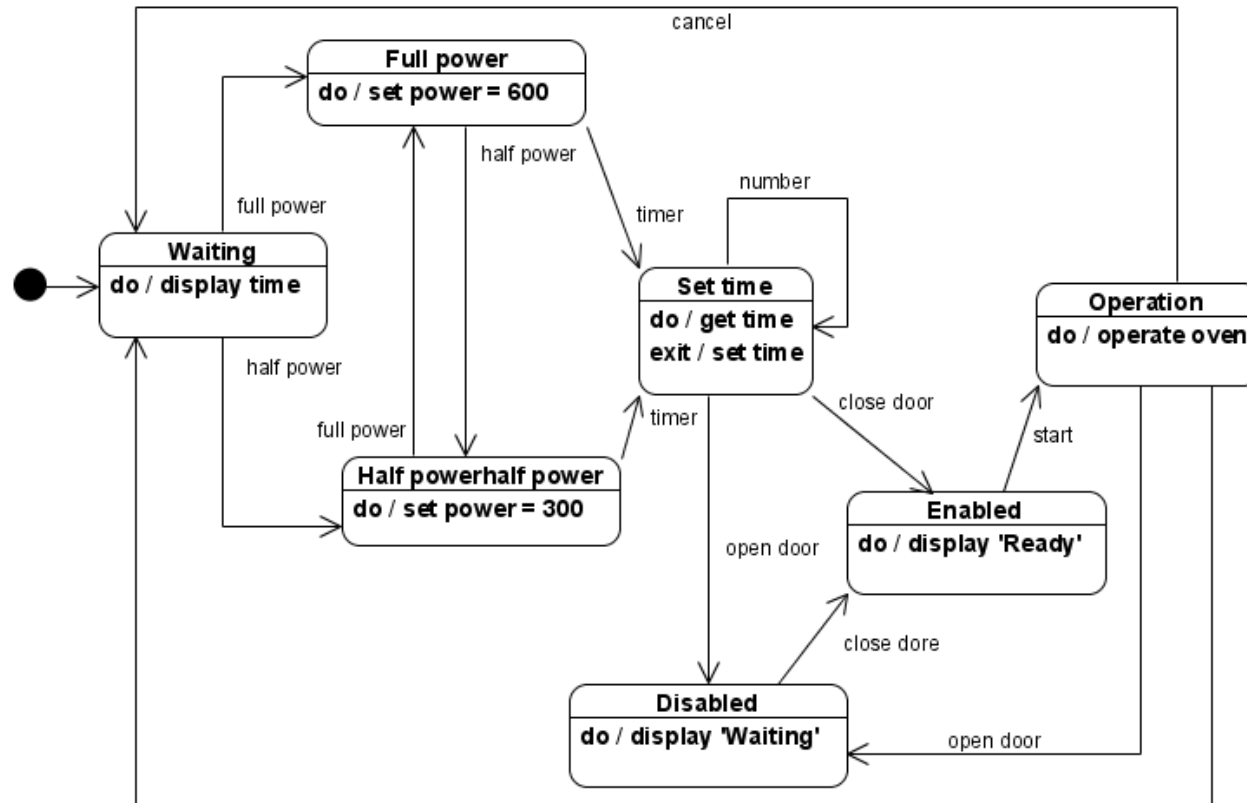 cancel
Full power
do / set power = 600
half power
number
full power
timer
Waiting
do / display time
Set time
do / get time
exit / set time
Operation
do / operate oven
half power
full power
timer
close door
start
Half powerhalf power
do / set power = 300
Enabled
do / display 'Ready'
open door
close dore
Disabled
do / display 'Waiting'
open door